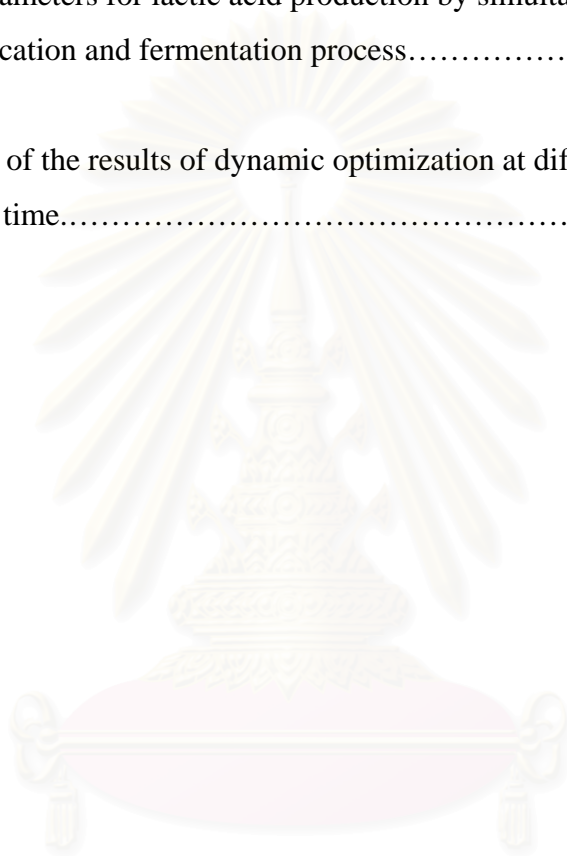 ameters for lactic acid production by simulta
cation and fermentation process………………
of the results of dynamic optimization at dif
time.…………………………………………………